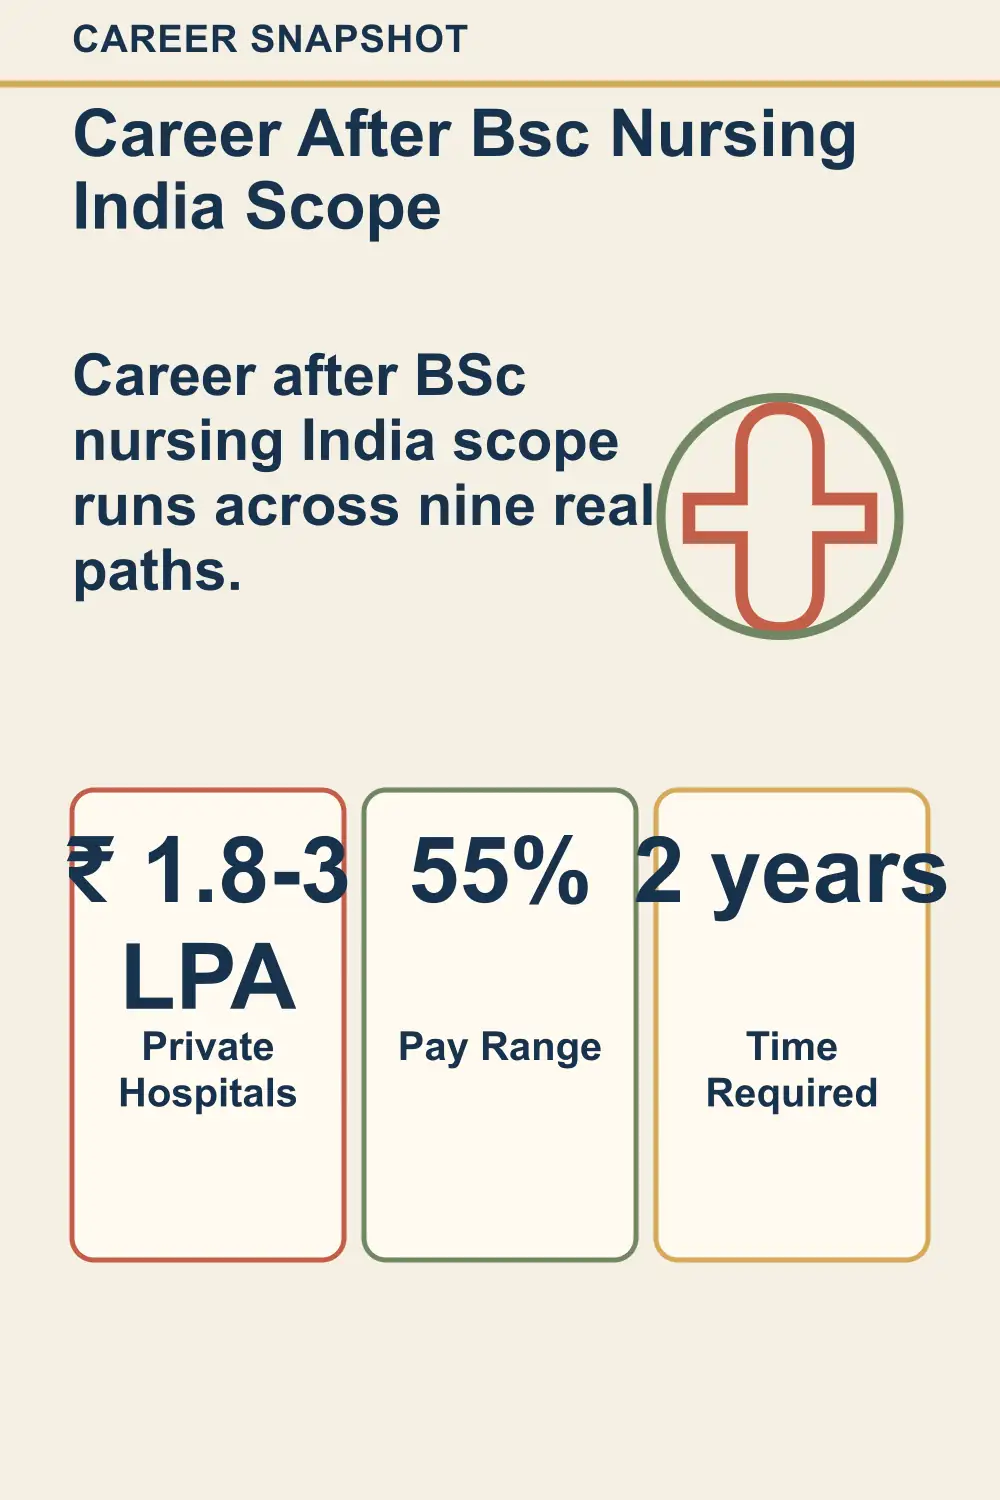 CAREER SNAPSHOT
Career After Bsc Nursing
India Scope
Career after BSc
nursing India scope
runs across nine real
paths.
₹ 1.8-3
LPA
Private
Hospitals
55%
Pay Range
2 years
Time
Required